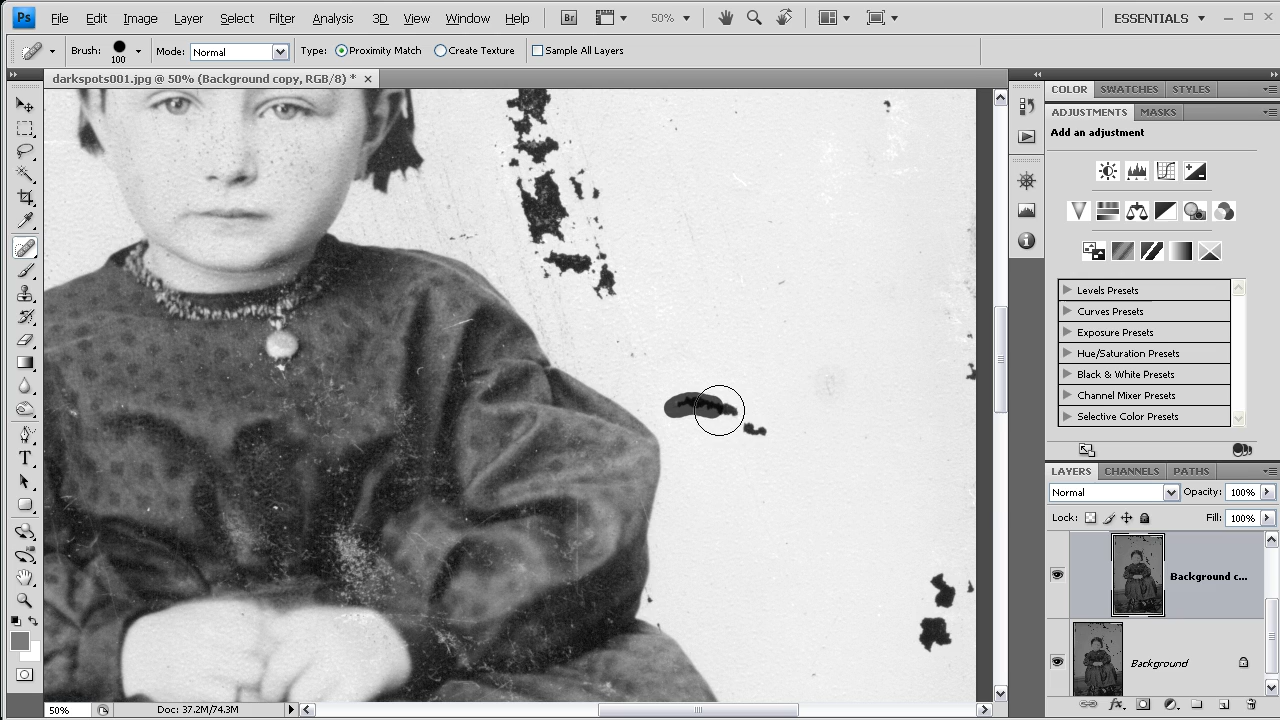 Ps File Edit Image Layer Select Filter Analysis 3D View Window Help Br 50% ESSENTIALS
Brush: 100 Mode: Normal Type: Proximity Match Create Texture Sample All Layers
darkspots001.jpg @ 50% (Background copy, RGB/8) *
COLOR SWATCHES STYLES
ADJUSTMENTS MASKS
Add an adjustment
Levels Presets
Curves Presets
Exposure Presets
Hue/Saturation Presets
Black & White Presets
Channel Mixer Presets
Selective Color Presets
LAYERS CHANNELS PATHS
Normal Opacity: 100%
Lock: Fill: 100%
Background c...
Background
fx
T
50% Doc: 37.2M/74.3M